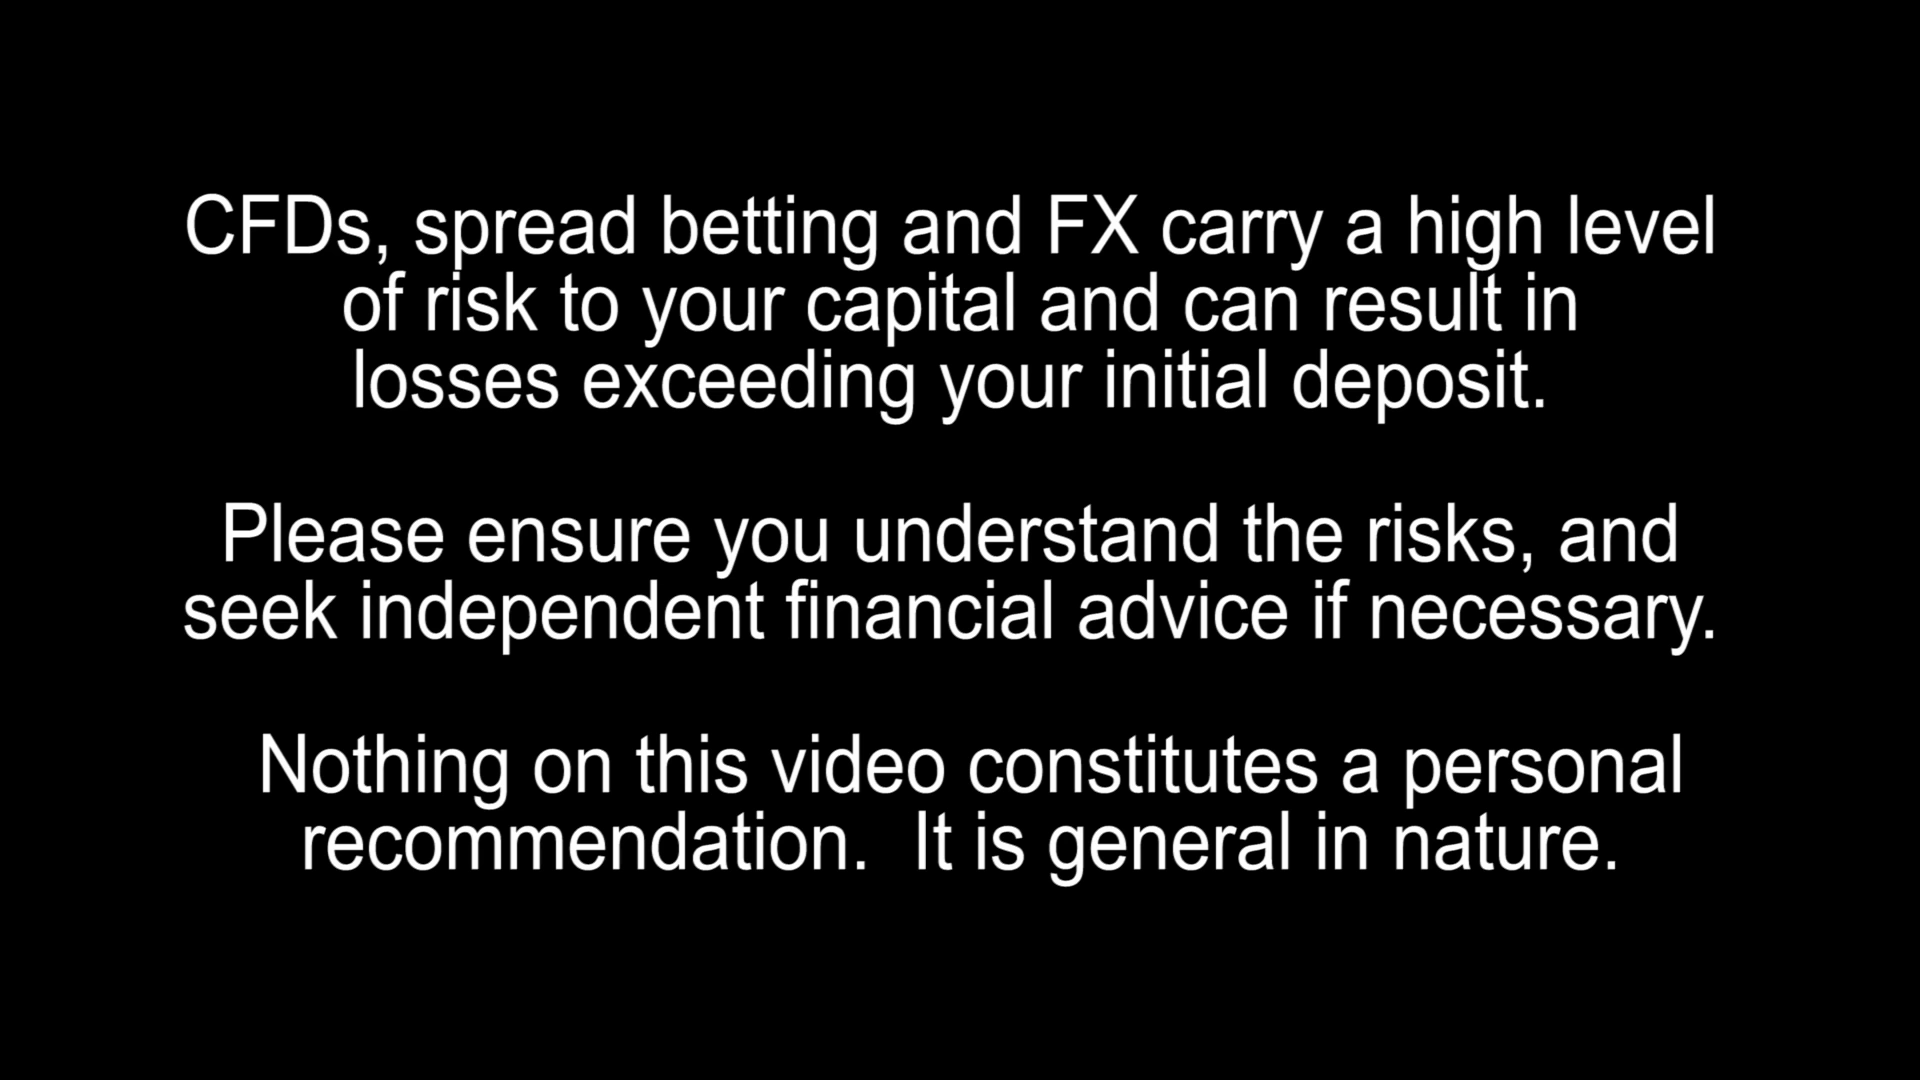 CFDs, spread betting and FX carry a high level
of risk to your capital and can result in
losses exceeding your initial deposit.
Please ensure you understand the risks, and
seek independent financial advice if necessary.
Nothing on this video constitutes a personal
recommendation.  It is general in nature.